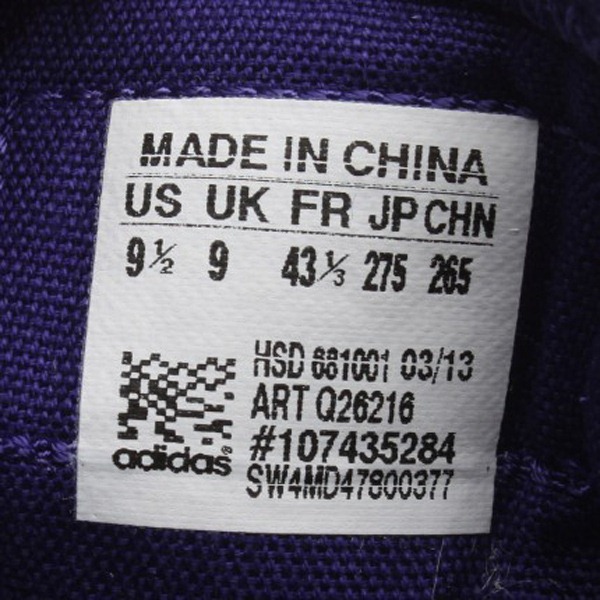 MADE IN CHINA
US UK FR JP CHN
9½ 9 43⅓ 275 265
HSD 681001 03/13
ART Q26216
#107435284
adidas®
SW4MD47800377